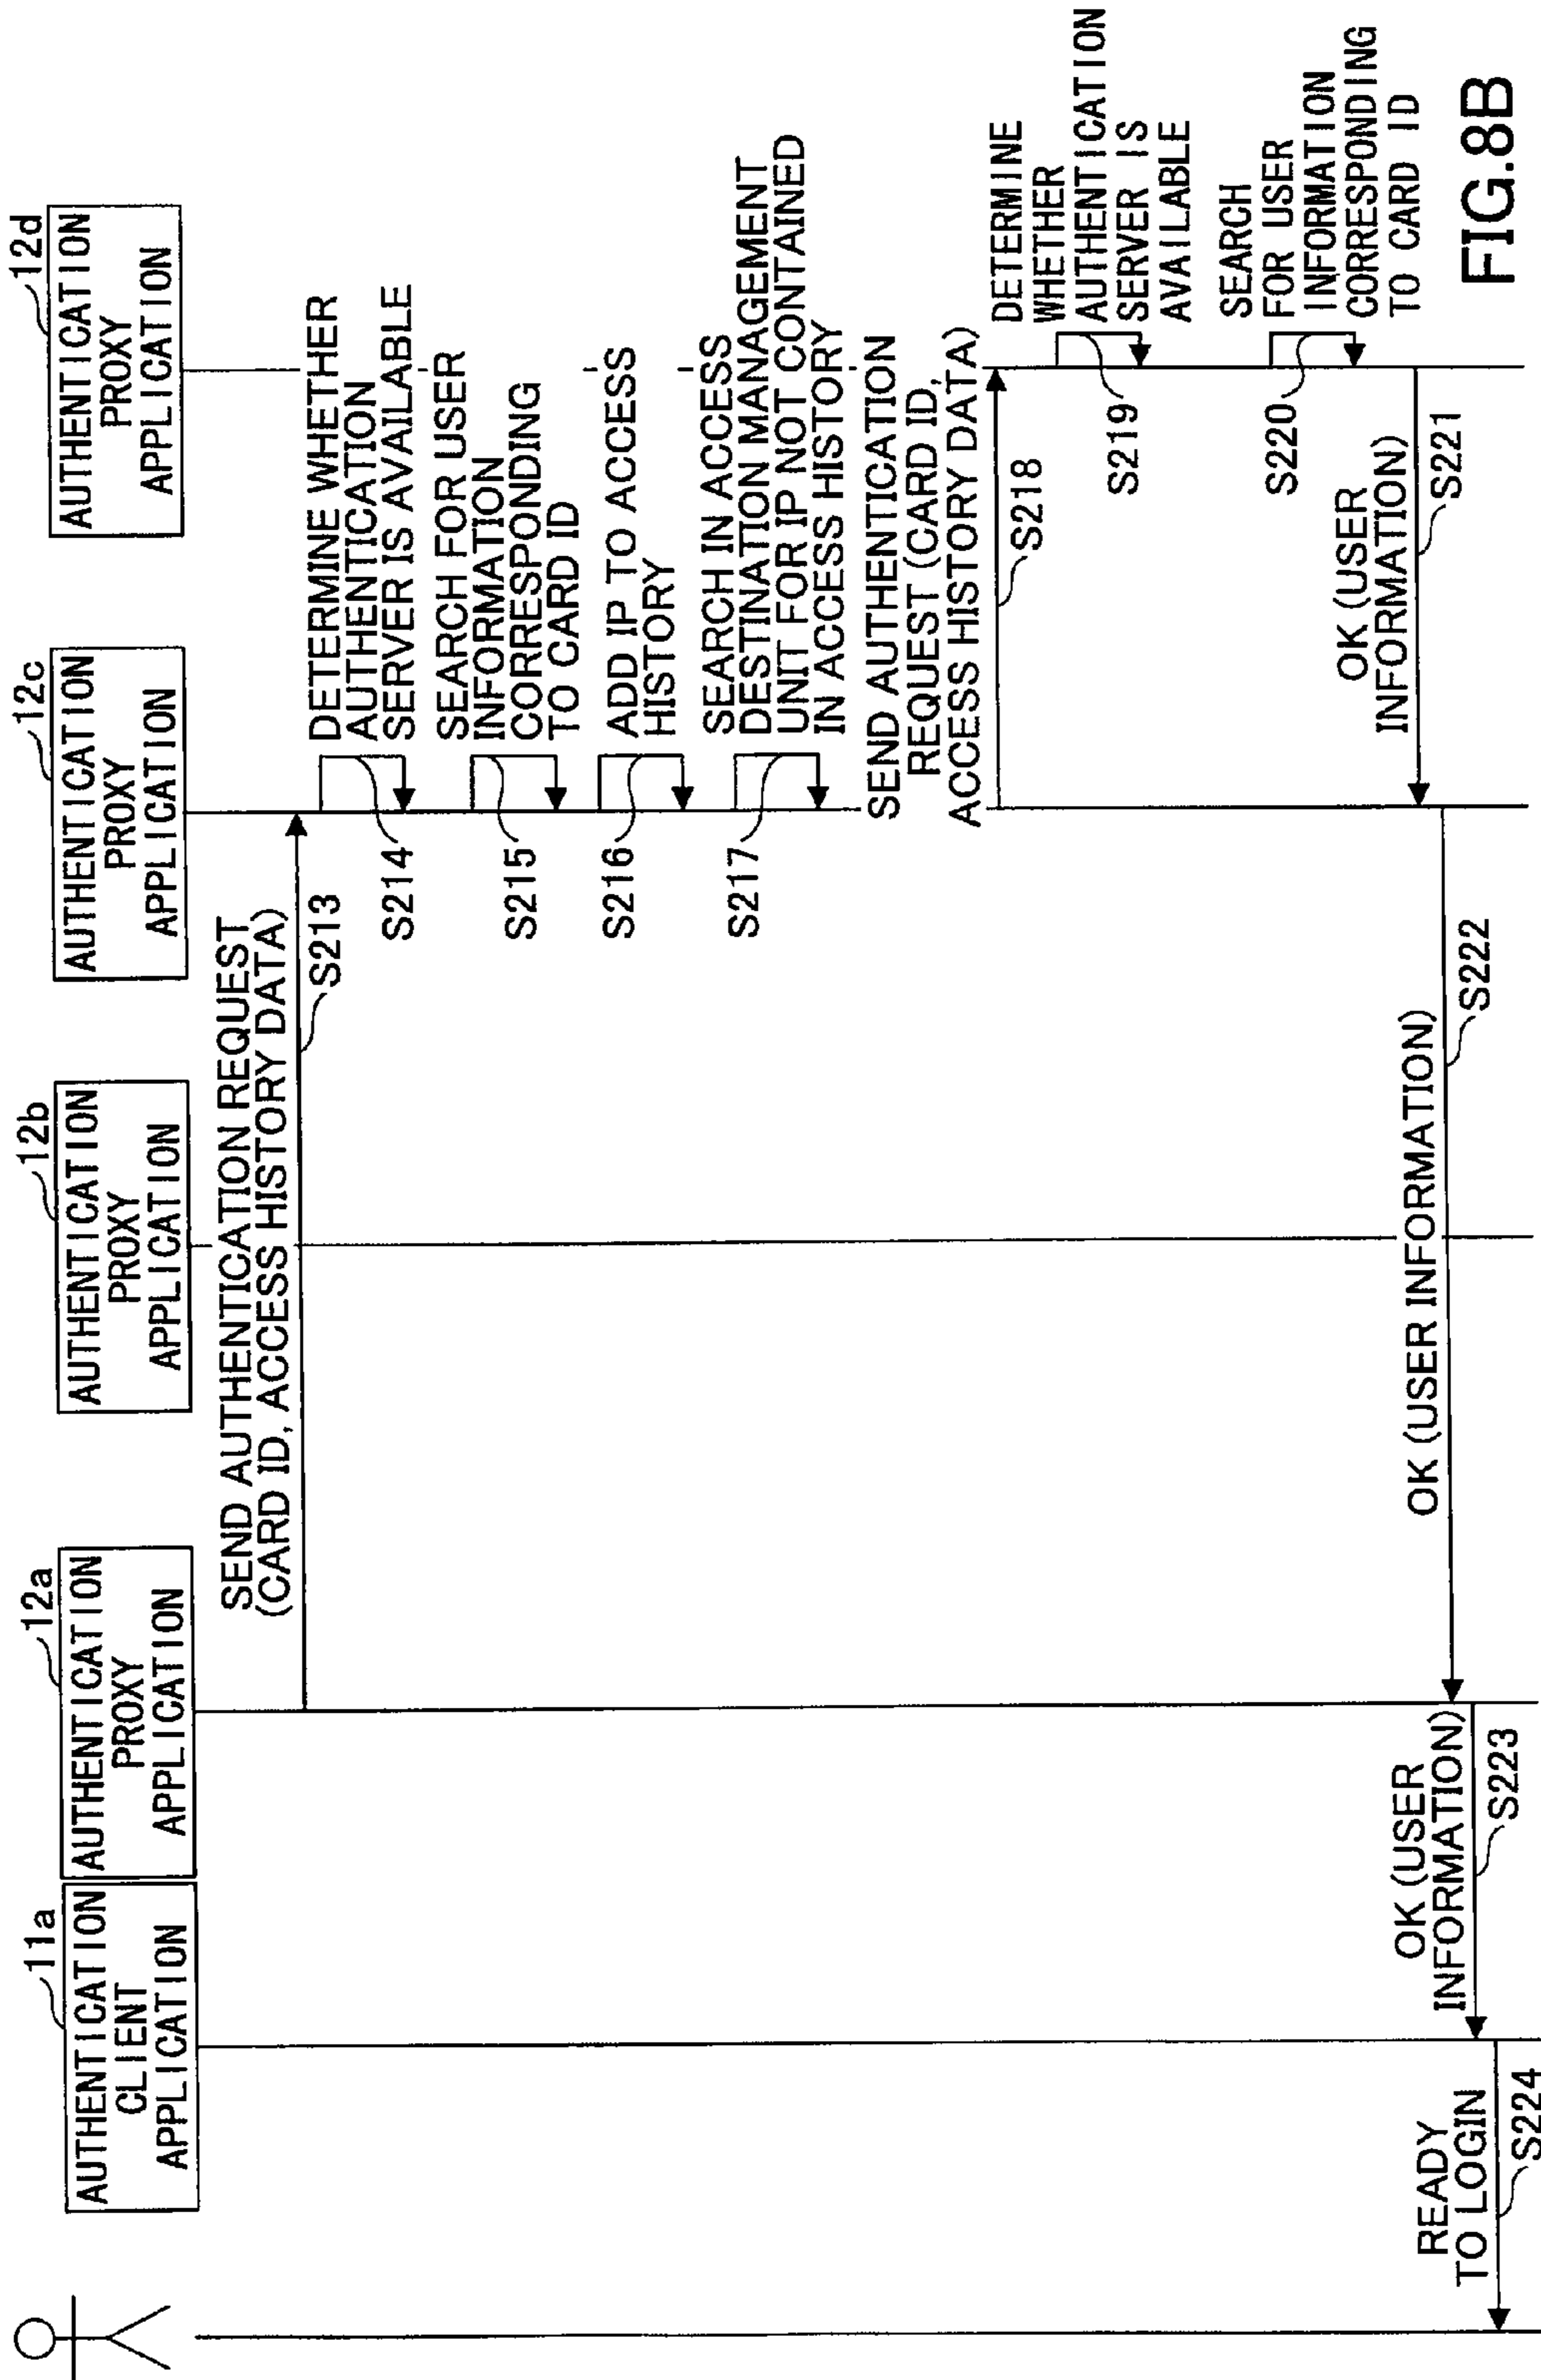 11a
AUTHENTICATION
CLIENT
APPLICATION
12a
AUTHENTICATION
PROXY
APPLICATION
12b
AUTHENTICATION
PROXY
APPLICATION
12c
AUTHENTICATION
PROXY
APPLICATION
12d
AUTHENTICATION
PROXY
APPLICATION
SEND AUTHENTICATION REQUEST
(CARD ID, ACCESS HISTORY DATA)
S213
DETERMINE WHETHER
AUTHENTICATION
SERVER IS AVAILABLE
S214
SEARCH FOR USER
INFORMATION
CORRESPONDING
TO CARD ID
S215
ADD IP TO ACCESS
HISTORY
S216
SEARCH IN ACCESS
DESTINATION MANAGEMENT
UNIT FOR IP NOT CONTAINED
IN ACCESS HISTORY
S217
SEND AUTHENTICATION
REQUEST (CARD ID,
ACCESS HISTORY DATA)
S218
DETERMINE
WHETHER
AUTHENTICATION
SERVER IS
AVAILABLE
S219
SEARCH
FOR USER
INFORMATION
CORRESPONDING
TO CARD ID
S220
OK (USER
INFORMATION)
S221
OK (USER INFORMATION)
S222
OK (USER
INFORMATION)
S223
READY
TO LOGIN
S224
FIG.8B